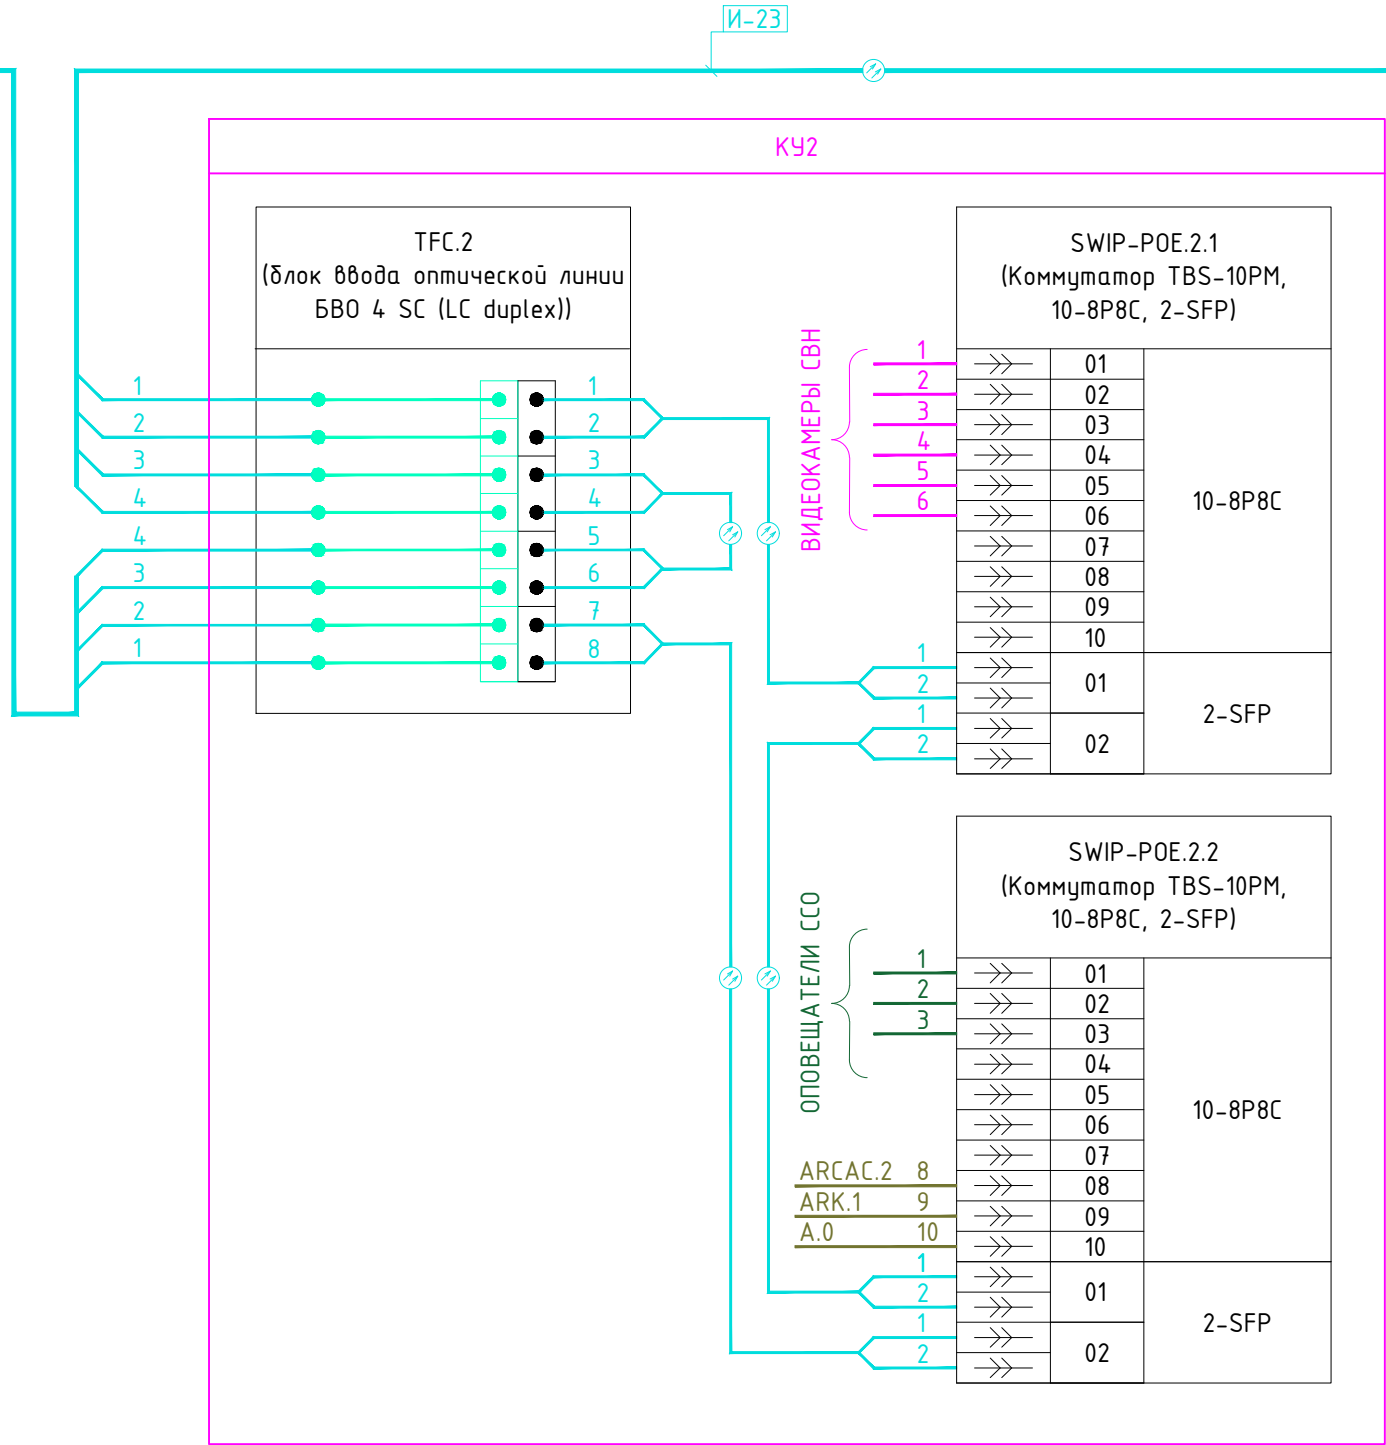 И-23
КУ2
TFC.2
(блок ввода оптической линии
БВО 4 SC (LC duplex))
1
2
3
4
4
3
2
1
1
2
3
4
5
6
7
8
SWIP-POE.2.1
(Коммутатор TBS-10PM,
10-8P8C, 2-SFP)
ВИДЕОКАМЕРЫ СВН
1
2
3
4
5
6
01
02
03
04
05
06
07
08
09
10
10-8P8C
1
2
1
2
01
02
2-SFP
SWIP-POE.2.2
(Коммутатор TBS-10PM,
10-8P8C, 2-SFP)
ОПОВЕЩАТЕЛИ ССО
1
2
3
ARCAC.2 8
ARK.1 9
A.0 10
01
02
03
04
05
06
07
08
09
10
10-8P8C
1
2
1
2
01
02
2-SFP